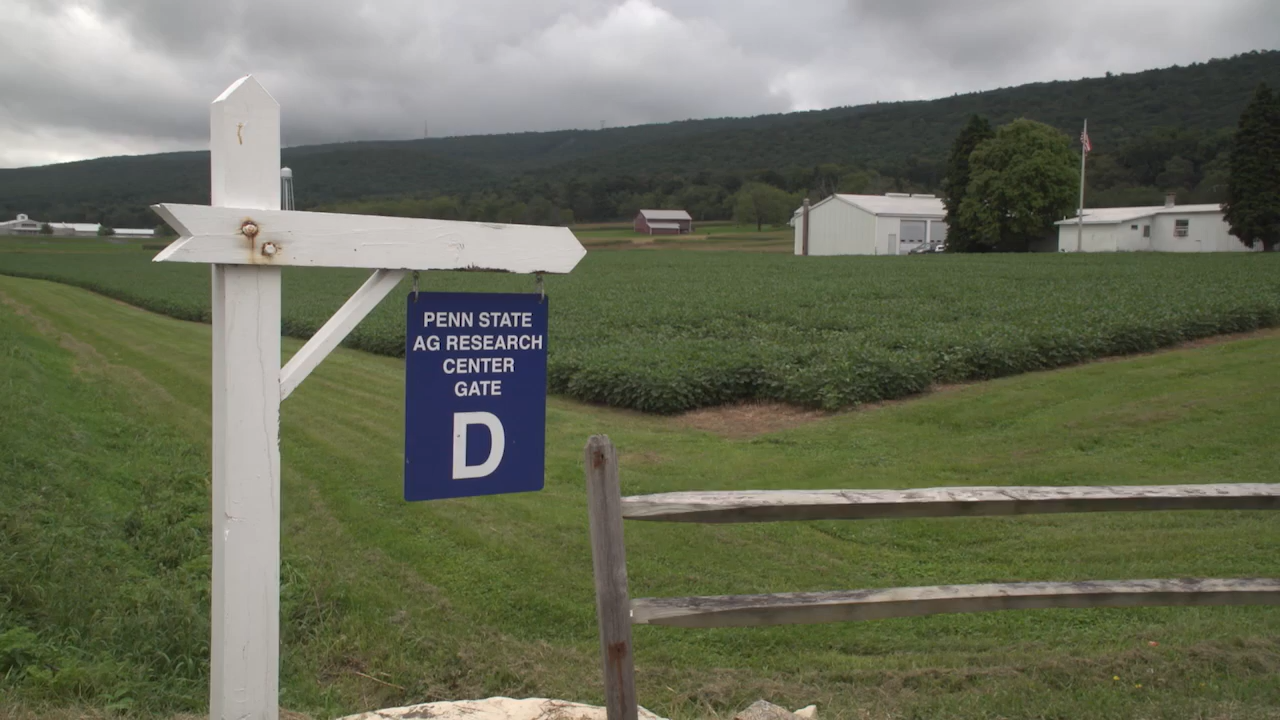 PENN STATE
AG RESEARCH
CENTER
GATE
D